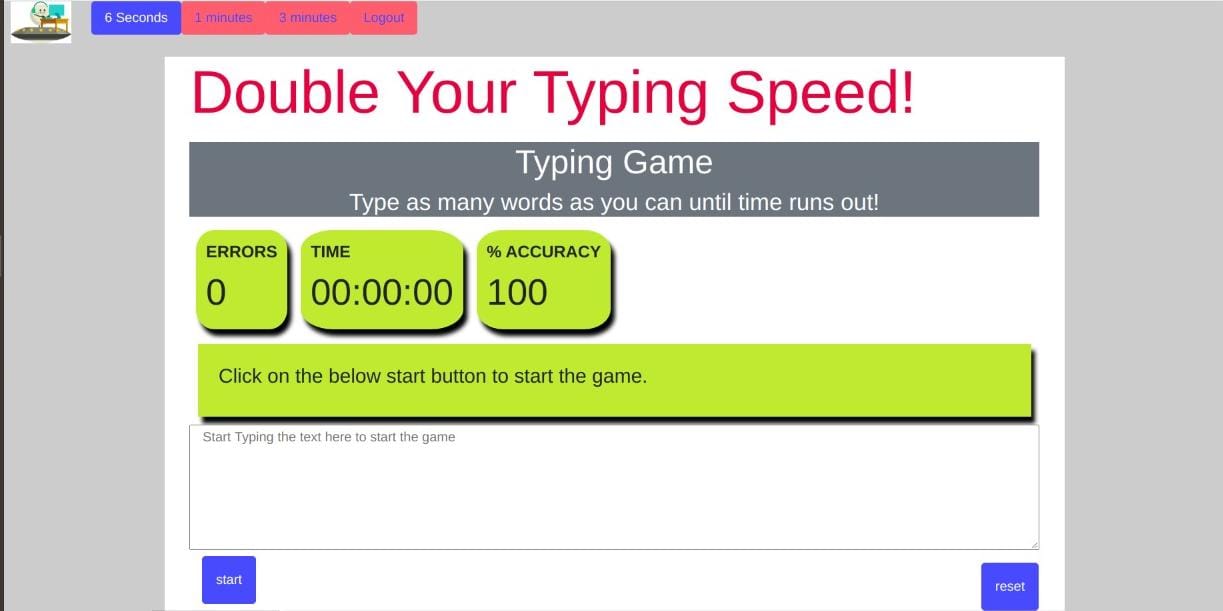 6 Seconds 1 minutes 3 minutes Logout
Double Your Typing Speed!
Typing Game
Type as many words as you can until time runs out!
ERRORS TIME % ACCURACY
0 00:00:00 100
Click on the below start button to start the game.
Start Typing the text here to start the game
start reset